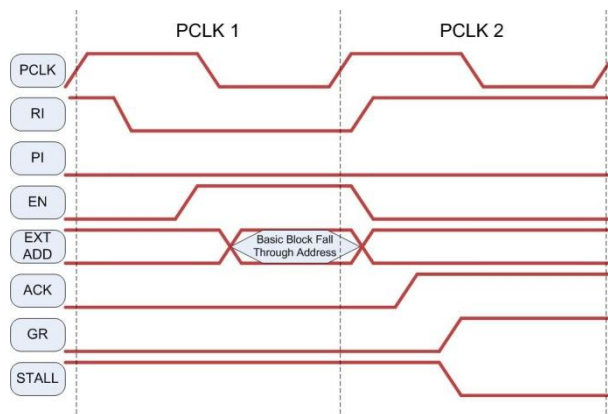 PCLK 1
PCLK 2
PCLK
RI
PI
EN
EXT
ADD
Basic Block Fall
Through Address
ACK
GR
STALL